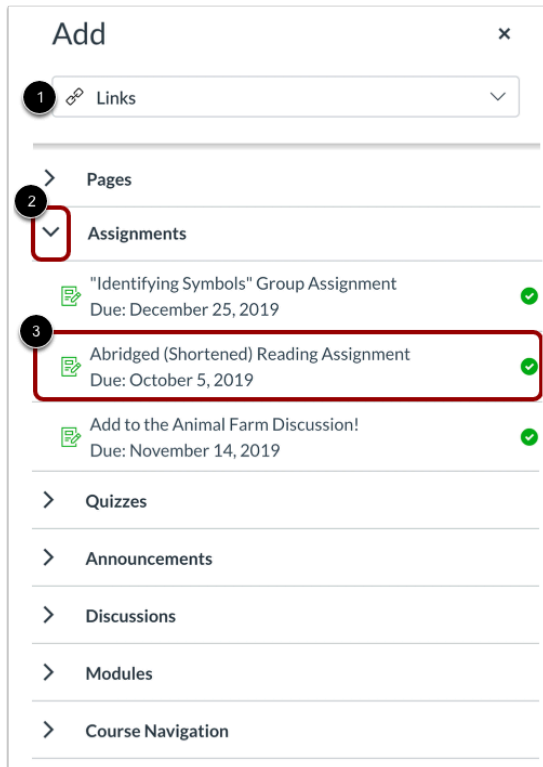 Add
1
Links
Pages
2
Assignments
"Identifying Symbols" Group Assignment
Due: December 25, 2019
3
Abridged (Shortened) Reading Assignment
Due: October 5, 2019
Add to the Animal Farm Discussion!
Due: November 14, 2019
Quizzes
Announcements
Discussions
Modules
Course Navigation